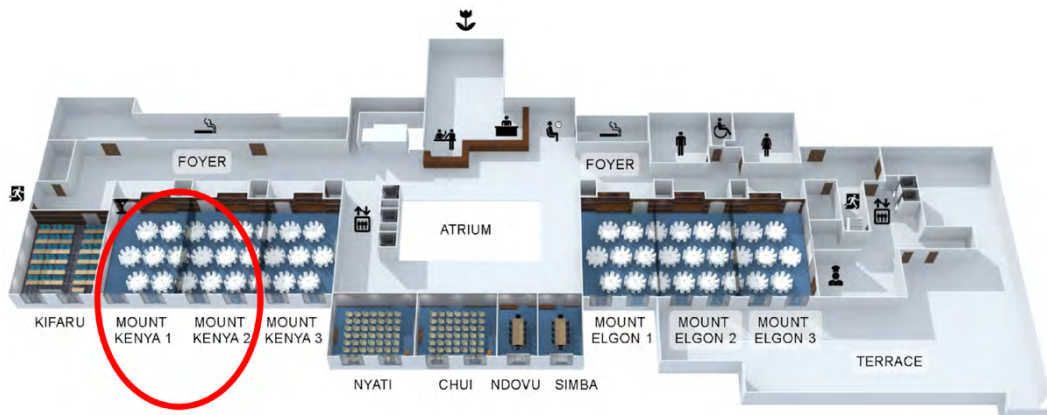 FOYER
FOYER
ATRIUM
KIFARU
MOUNT
KENYA 1
MOUNT
KENYA 2
MOUNT
KENYA 3
MOUNT
ELGON 1
MOUNT
ELGON 2
MOUNT
ELGON 3
TERRACE
NYATI
CHUI
NDOVU
SIMBA